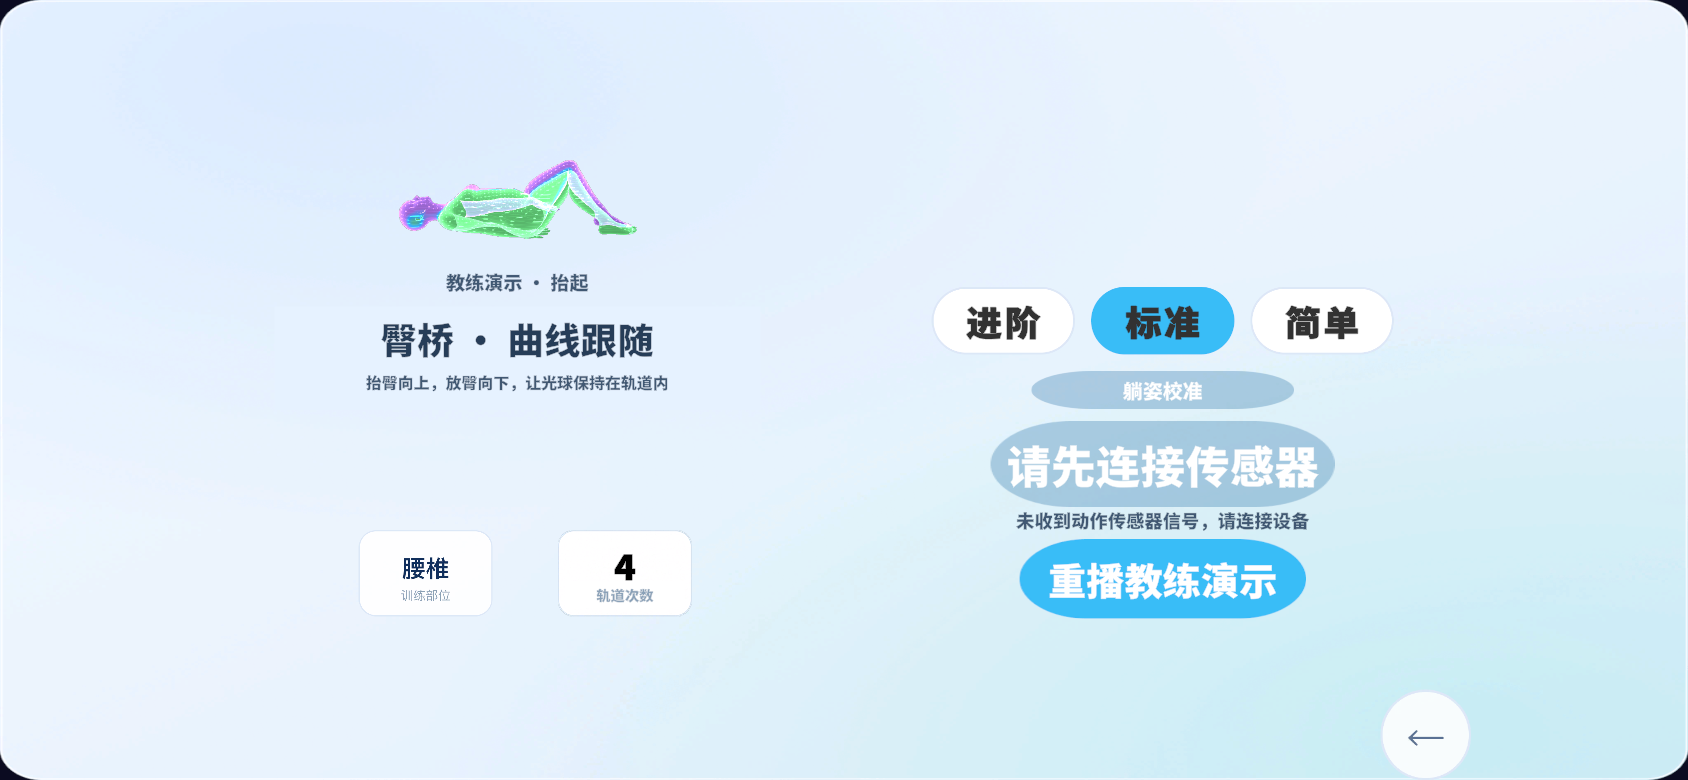 教练演示 · 抬起
臀桥 · 曲线跟随
抬臀向上，放臀向下，让光球保持在轨道内
腰椎
训练部位
4
轨道次数
进阶
标准
简单
躺姿校准
请先连接传感器
未收到动作传感器信号，请连接设备
重播教练演示